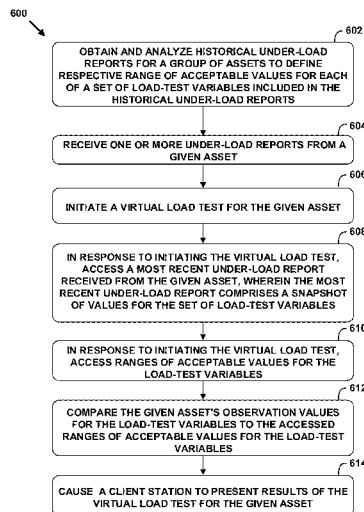 600
602
OBTAIN AND ANALYZE HISTORICAL UNDER-LOAD
REPORTS FOR A GROUP OF ASSETS TO DEFINE
RESPECTIVE RANGE OF ACCEPTABLE VALUES FOR EACH
OF A SET OF LOAD-TEST VARIABLES INCLUDED IN THE
HISTORICAL UNDER-LOAD REPORTS
604
RECEIVE ONE OR MORE UNDER-LOAD REPORTS FROM A
GIVEN ASSET
606
INITIATE A VIRTUAL LOAD TEST FOR THE GIVEN ASSET
608
IN RESPONSE TO INITIATING THE VIRTUAL LOAD TEST,
ACCESS A MOST RECENT UNDER-LOAD REPORT
RECEIVED FROM THE GIVEN ASSET, WHEREIN THE MOST
RECENT UNDER-LOAD REPORT COMPRISES A SNAPSHOT
OF VALUES FOR THE SET OF LOAD-TEST VARIABLES
610
IN RESPONSE TO INITIATING THE VIRTUAL LOAD TEST,
ACCESS RANGES OF ACCEPTABLE VALUES FOR THE
LOAD-TEST VARIABLES
612
COMPARE THE GIVEN ASSET'S OBSERVATION VALUES
FOR THE LOAD-TEST VARIABLES TO THE ACCESSED
RANGES OF ACCEPTABLE VALUES FOR THE LOAD-TEST
VARIABLES
614
CAUSE A CLIENT STATION TO PRESENT RESULTS OF THE
VIRTUAL LOAD TEST FOR THE GIVEN ASSET